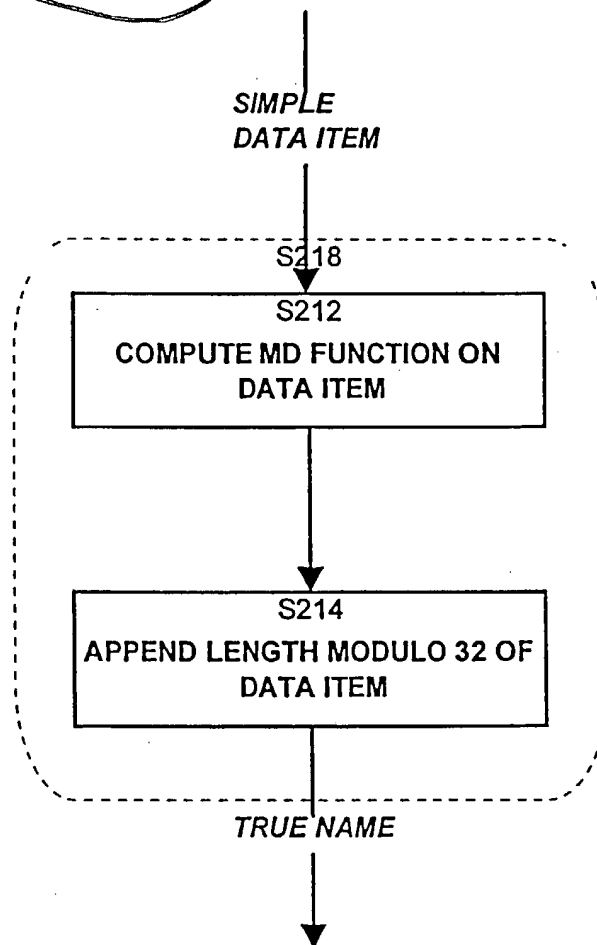 SIMPLE
DATA ITEM
S218
S212
COMPUTE MD FUNCTION ON
DATA ITEM
S214
APPEND LENGTH MODULO 32 OF
DATA ITEM
TRUE NAME